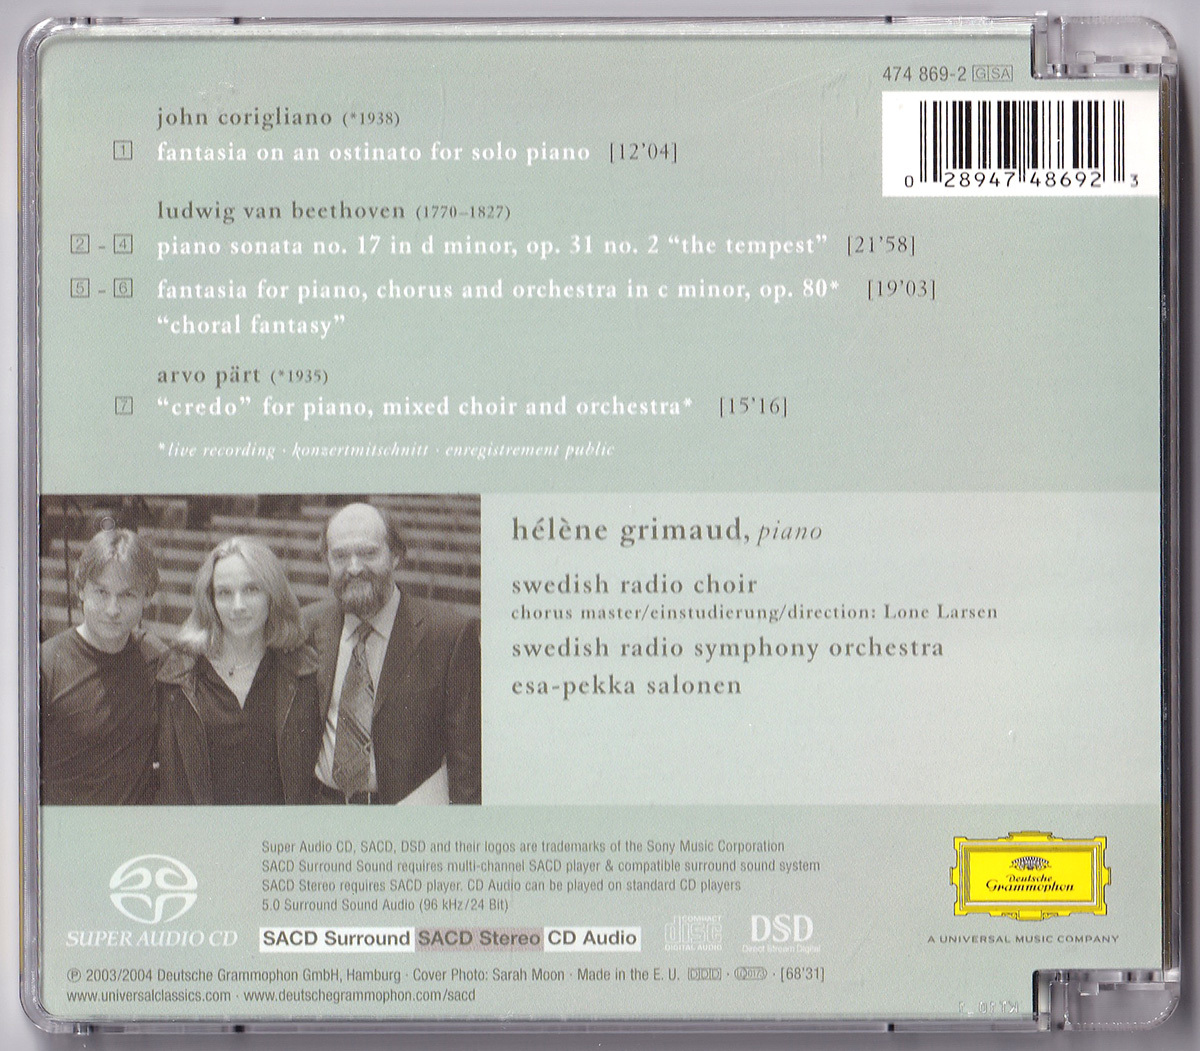 474 869-2 GSA
john corigliano (*1938)
1 fantasia on an ostinato for solo piano [12'04]
0 28947 48692 3
ludwig van beethoven (1770–1827)
2 - 4 piano sonata no. 17 in d minor, op. 31 no. 2 “the tempest” [21'58]
5 - 6 fantasia for piano, chorus and orchestra in c minor, op. 80* [19'03]
“choral fantasy”
arvo pärt (*1935)
7 “credo” for piano, mixed choir and orchestra* [15'16]
*live recording · konzertmitschnitt · enregistrement public
hélène grimaud, piano
swedish radio choir
chorus master/einstudierung/direction: Lone Larsen
swedish radio symphony orchestra
esa-pekka salonen
Super Audio CD, SACD, DSD and their logos are trademarks of the Sony Music Corporation
SACD Surround Sound requires multi-channel SACD player & compatible surround sound system
SACD Stereo requires SACD player. CD Audio can be played on standard CD players
5.0 Surround Sound Audio (96 kHz/24 Bit)
Deutsche
Grammophon
SUPER AUDIO CD
SACD Surround SACD Stereo CD Audio
COMPACT
disc
DIGITAL AUDIO
DSD
Direct Stream Digital
A UNIVERSAL MUSIC COMPANY
℗ 2003/2004 Deutsche Grammophon GmbH, Hamburg · Cover Photo: Sarah Moon · Made in the E. U. DDD · · [68'31]
www.universalclassics.com · www.deutschegrammophon.com/sacd